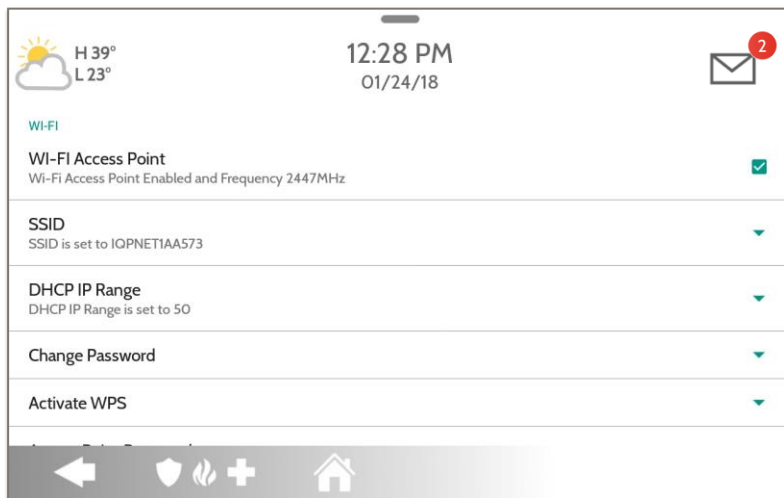 H 39°
L 23°
12:28 PM
01/24/18
2
WI-FI
WI-FI Access Point
Wi-Fi Access Point Enabled and Frequency 2447MHz
SSID
SSID is set to IQPNET1AA573
DHCP IP Range
DHCP IP Range is set to 50
Change Password
Activate WPS